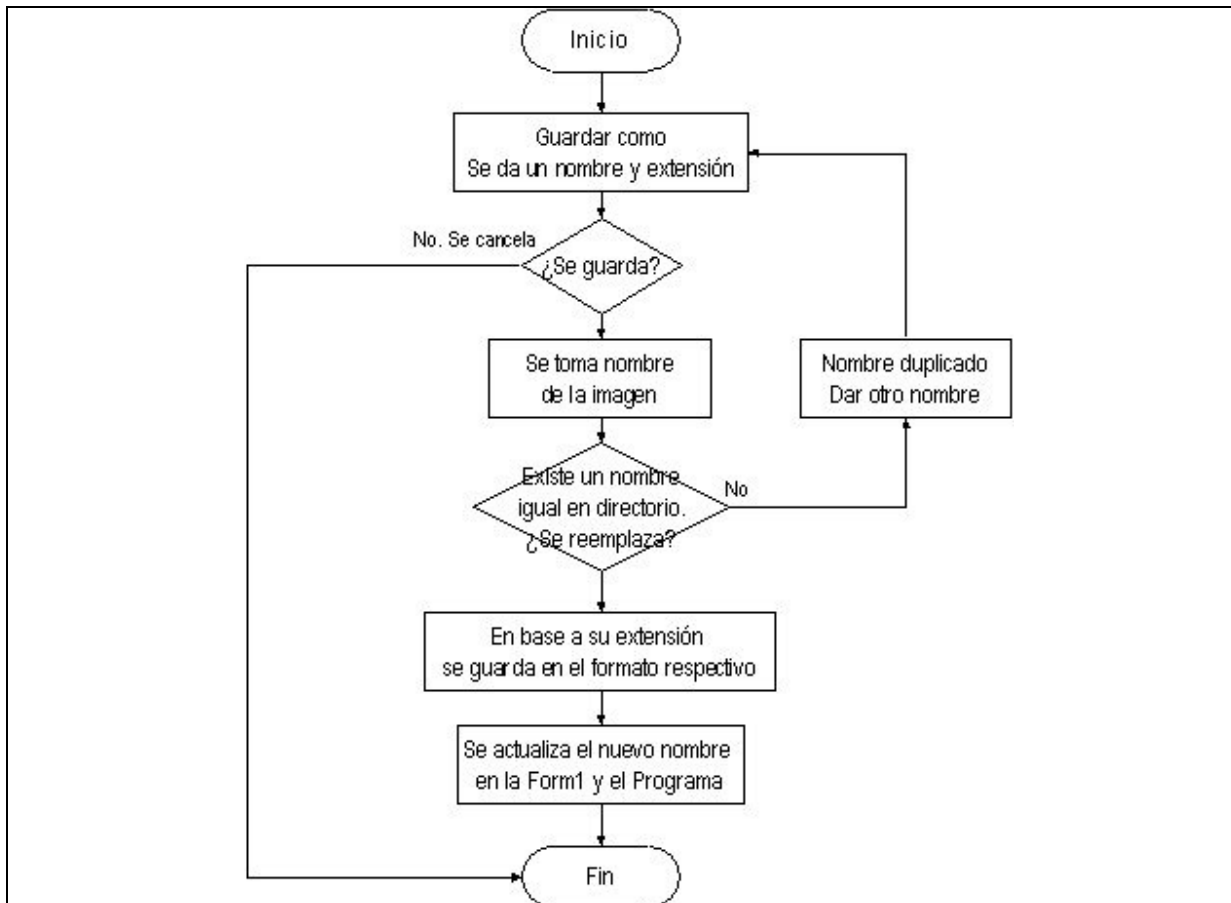 Inicio
Guardar como
Se da un nombre y extensión
No. Se cancela
¿Se guarda?
Se toma nombre
de la imagen
Nombre duplicado
Dar otro nombre
Existe un nombre
igual en directorio.
¿Se reemplaza?
No
En base a su extensión
se guarda en el formato respectivo
Se actualiza el nuevo nombre
en la Form1 y el Programa
Fin